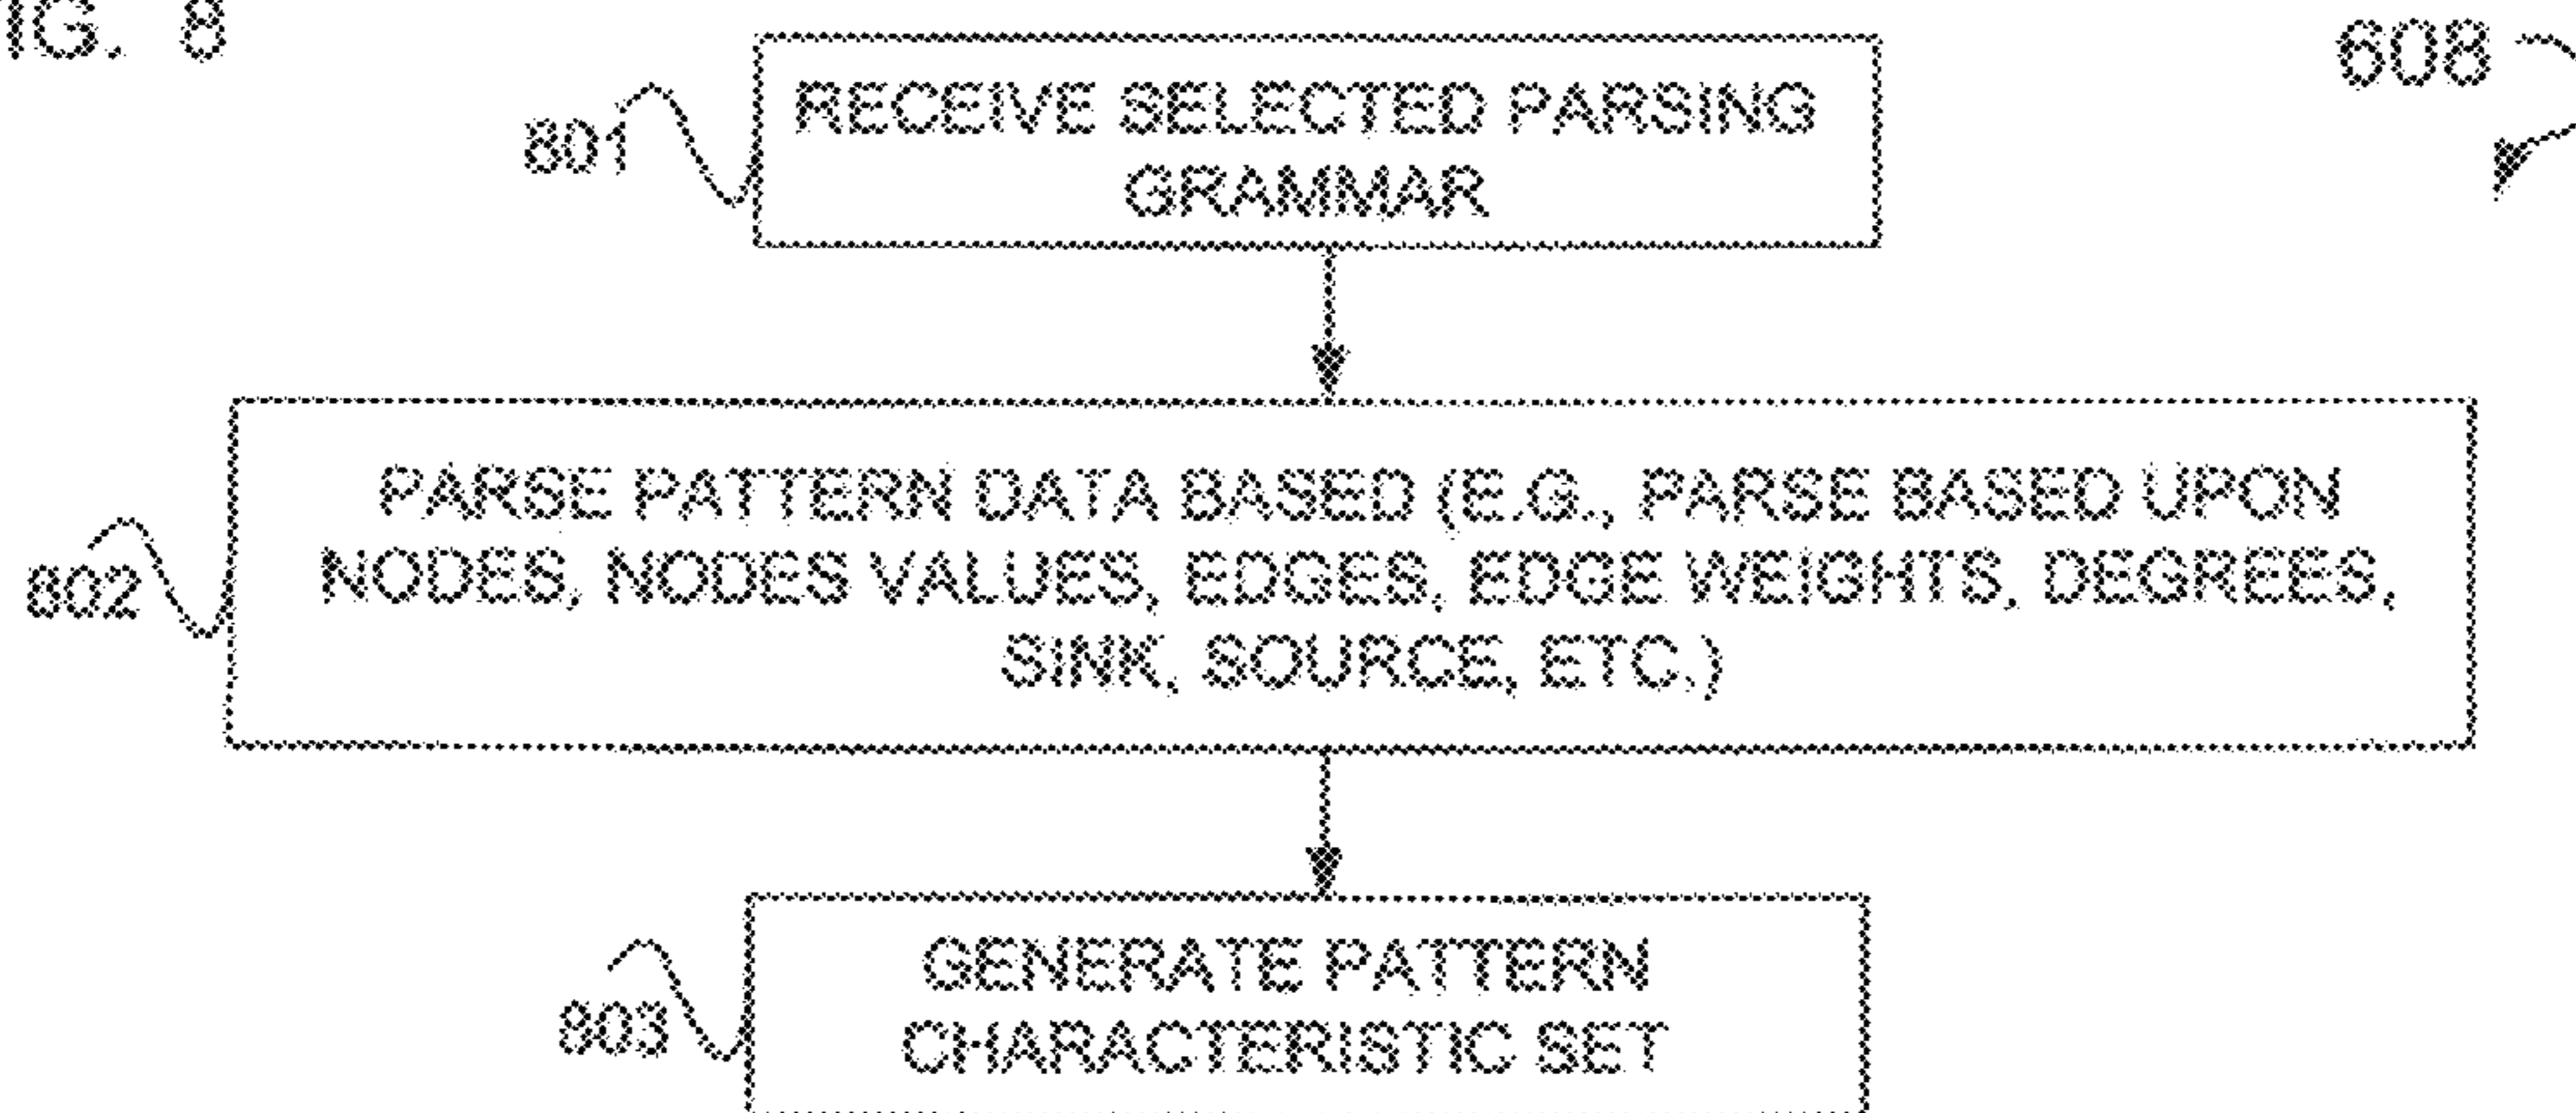 IG. 8
608
801
RECEIVE SELECTED PARSING
GRAMMAR
802
PARSE PATTERN DATA BASED (E.G., PARSE BASED UPON
NODES, NODES VALUES, EDGES, EDGE WEIGHTS, DEGREES,
SINK, SOURCE, ETC.)
803
GENERATE PATTERN
CHARACTERISTIC SET